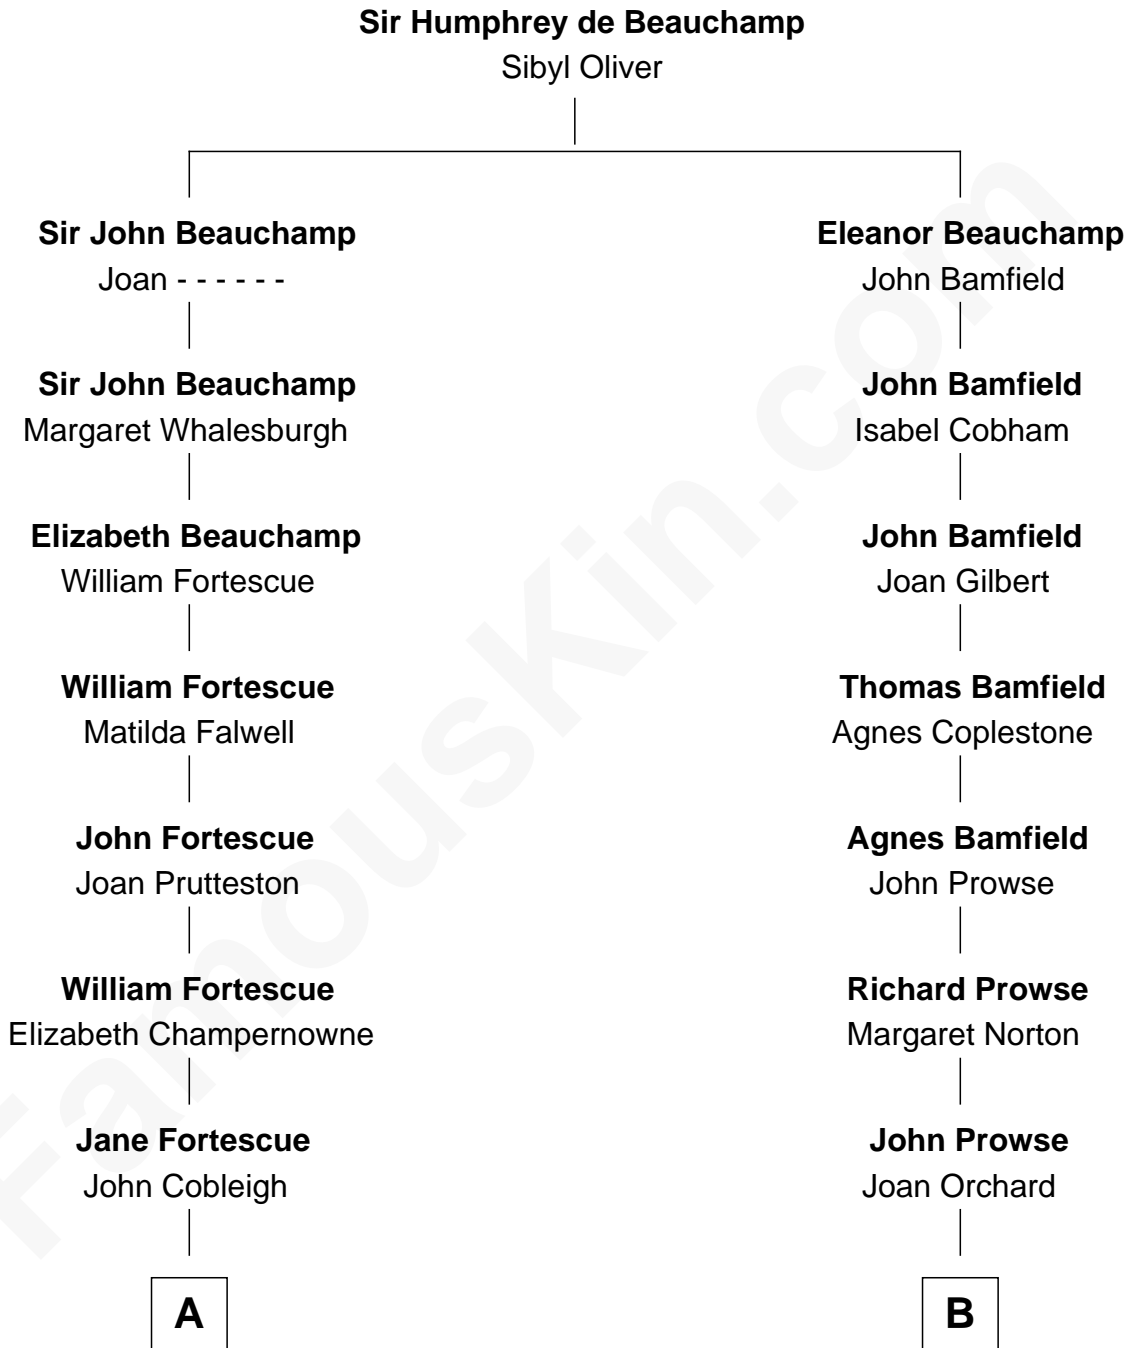 Sir Humphrey de Beauchamp
Sibyl Oliver
Sir John Beauchamp
Joan - - - - - -
Eleanor Beauchamp
John Bamfield
Sir John Beauchamp
Margaret Whalesburgh
John Bamfield
Isabel Cobham
Elizabeth Beauchamp
William Fortescue
John Bamfield
Joan Gilbert
William Fortescue
Matilda Falwell
Thomas Bamfield
Agnes Coplestone
John Fortescue
Joan Prutteston
Agnes Bamfield
John Prowse
William Fortescue
Elizabeth Champernowne
Richard Prowse
Margaret Norton
Jane Fortescue
John Cobleigh
John Prowse
Joan Orchard
A
B
FamousKin.com